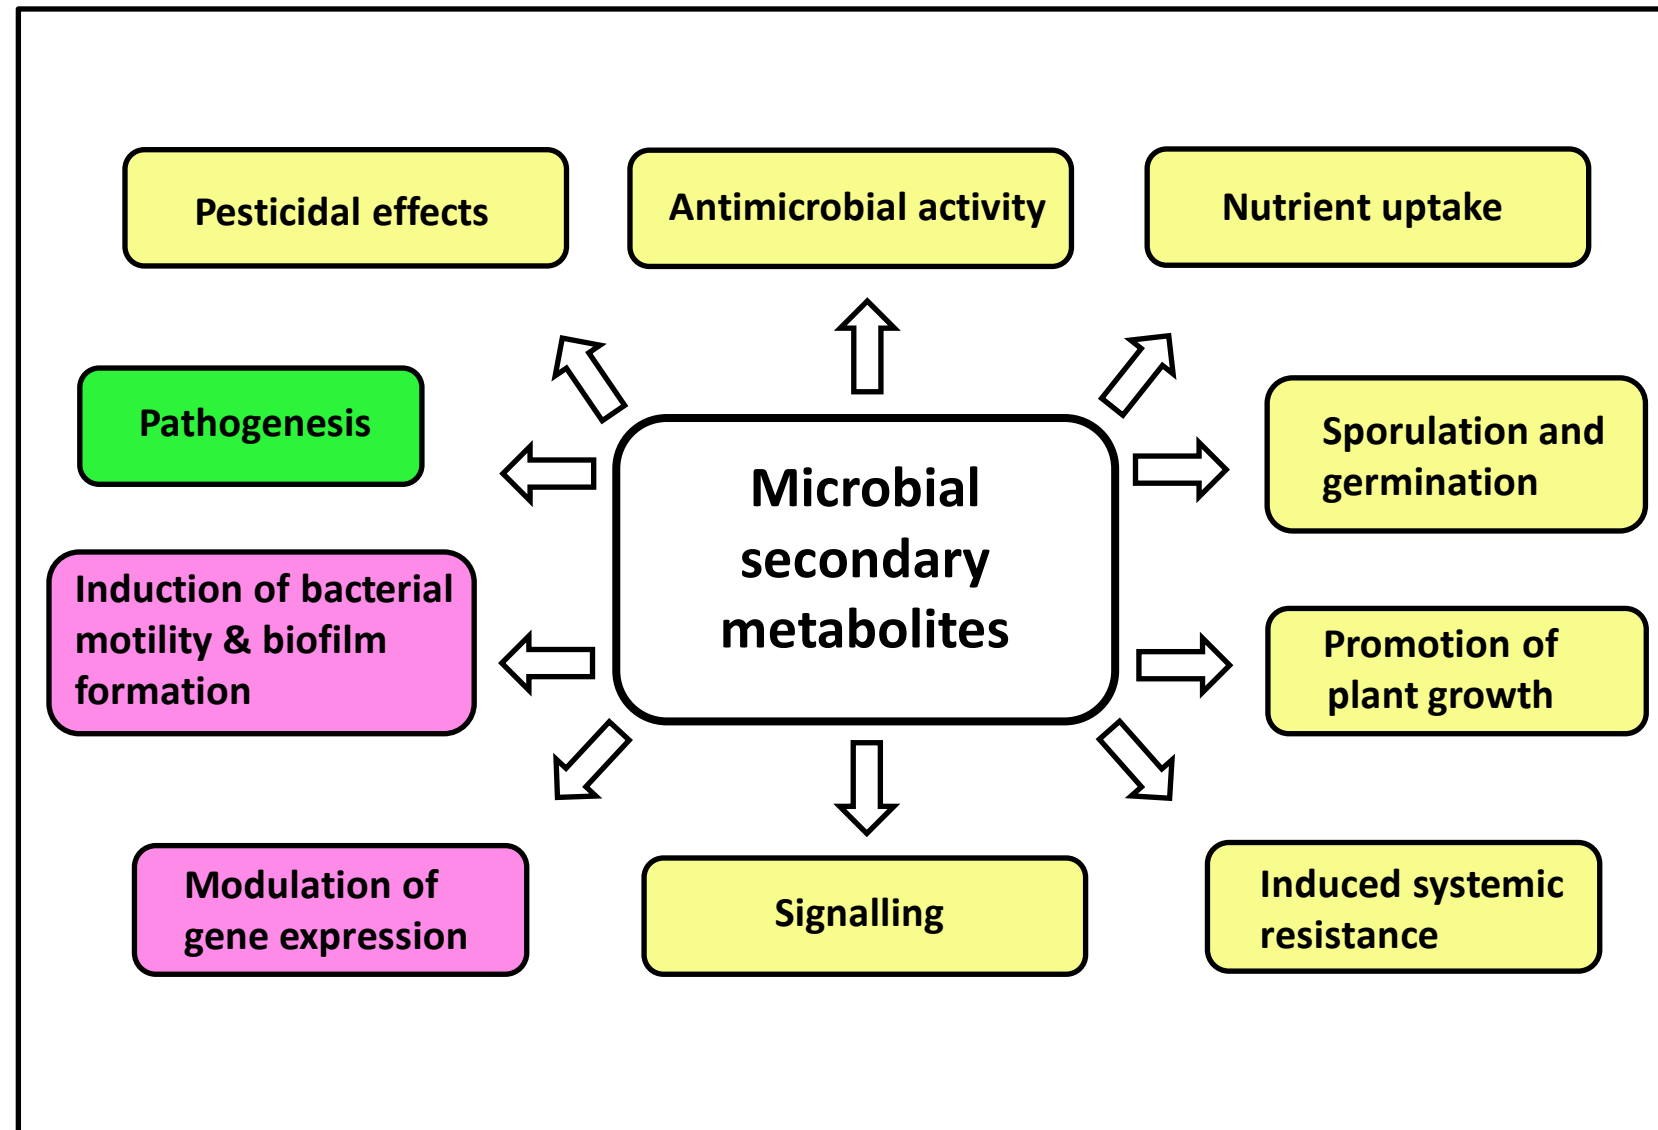 Pesticidal effects
Antimicrobial activity
Nutrient uptake
Pathogenesis
Sporulation and
germination
Microbial
secondary
metabolites
Induction of bacterial
motility & biofilm
formation
Promotion of
plant growth
Modulation of
gene expression
Signalling
Induced systemic
resistance